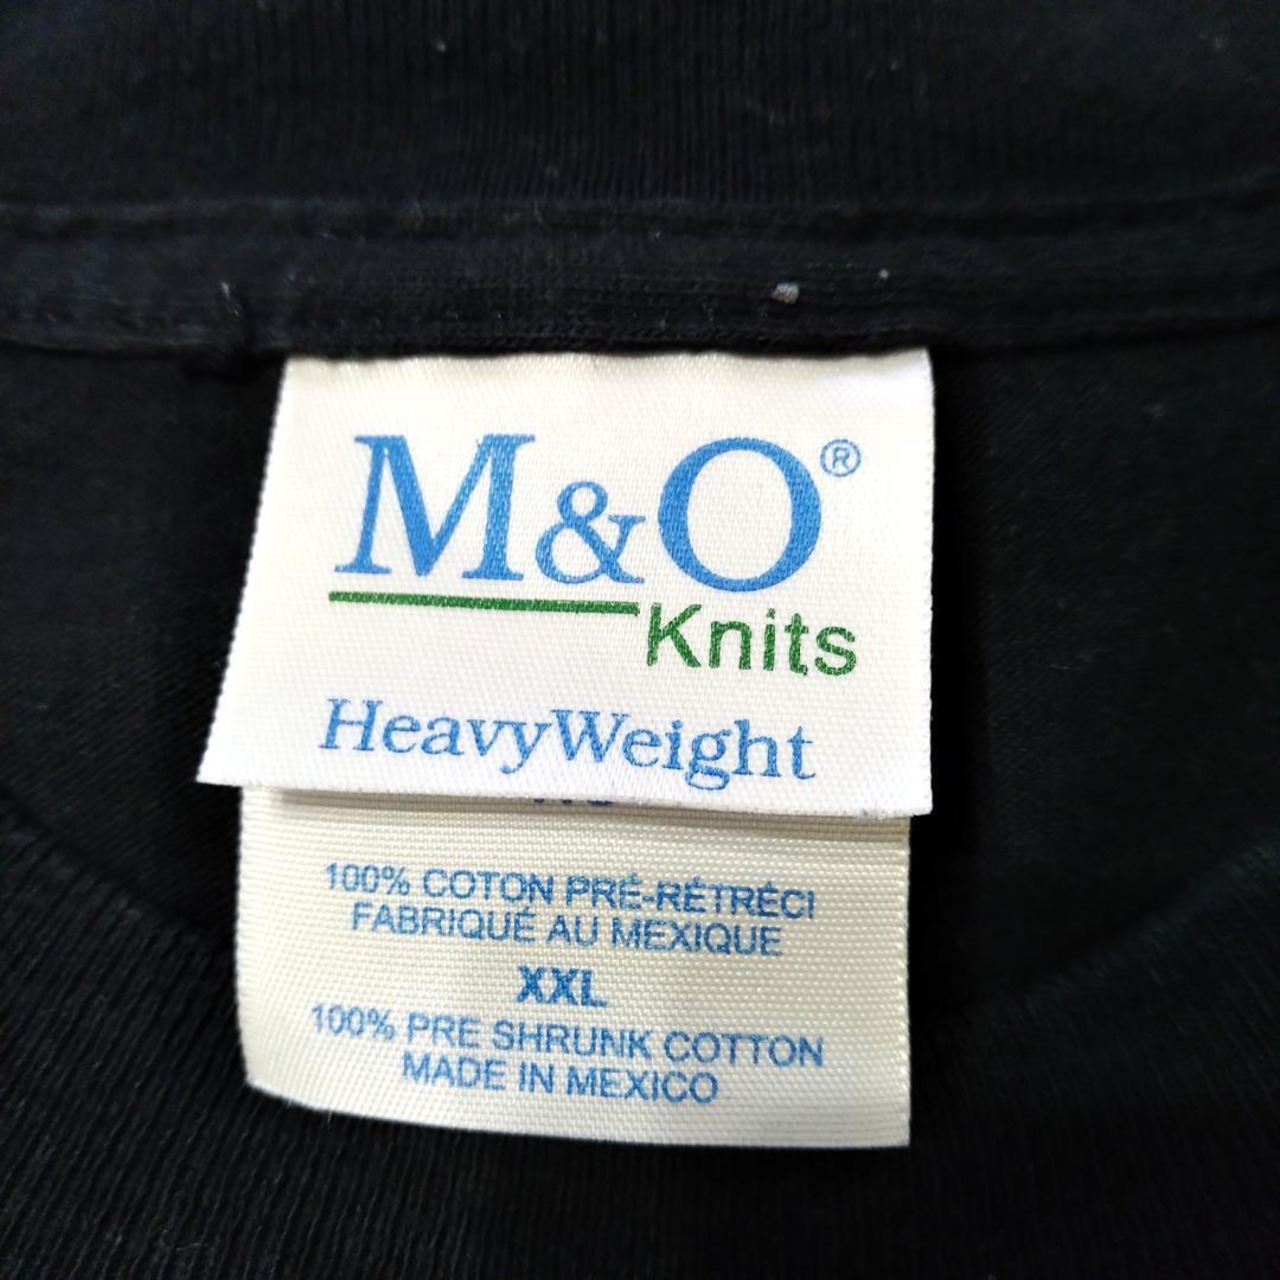 M&O®
Knits
HeavyWeight
100% COTON PRÉ-RÉTRÉCI
FABRIQUÉ AU MEXIQUE
XXL
100% PRE SHRUNK COTTON
MADE IN MEXICO